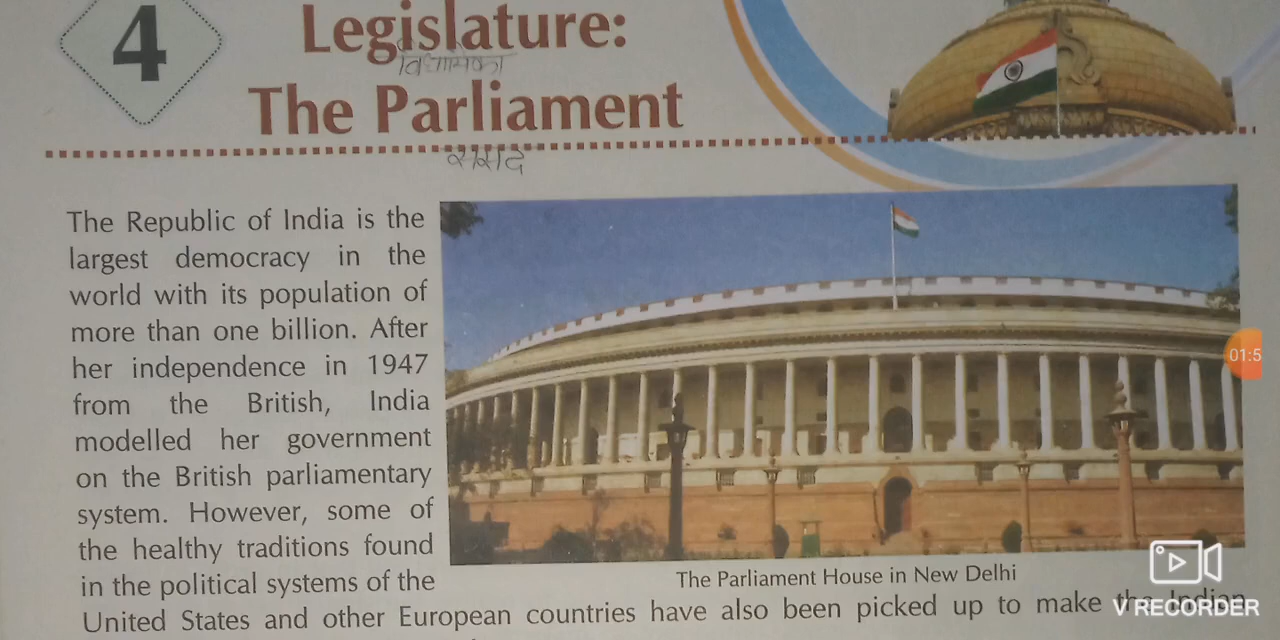 4
Legislature:
विधायिका
The Parliament
संसद
The Republic of India is the
largest democracy in the
world with its population of
more than one billion. After
her independence in 1947
from the British, India
modelled her government
on the British parliamentary
system. However, some of
the healthy traditions found
in the political systems of the
The Parliament House in New Delhi
United States and other European countries have also been picked up to make the Indian
01:5
V RECORDER